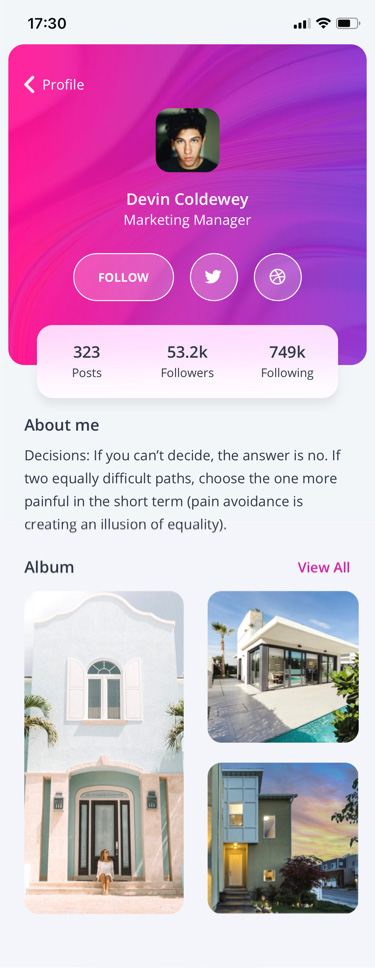 17:30
Profile
Devin Coldewey
Marketing Manager
FOLLOW
323 53.2k 749k
Posts Followers Following
About me
Decisions: If you can’t decide, the answer is no. If
two equally difficult paths, choose the one more
painful in the short term (pain avoidance is
creating an illusion of equality).
Album View All